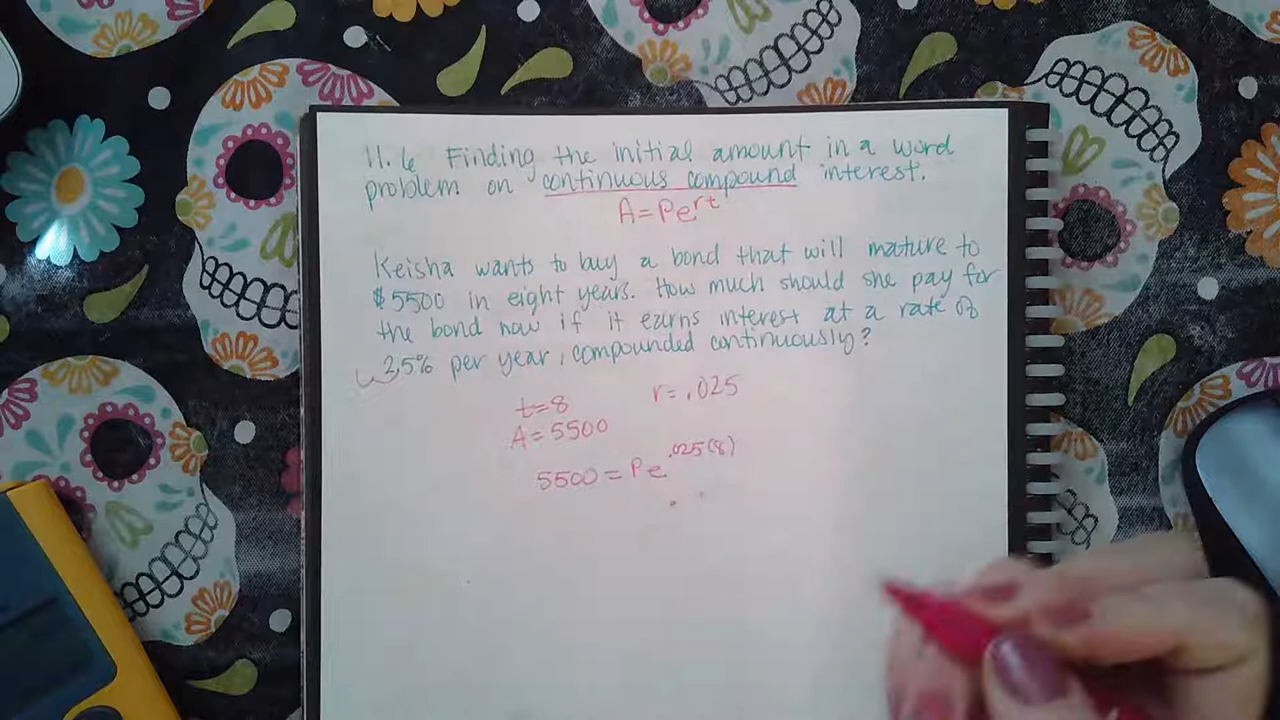 11.6 Finding the initial amount in a word
problem on continuous compound interest.
A=Pe^rt
Keisha wants to buy a bond that will mature to
$5500 in eight years. How much should she pay for
the bond now if it earns interest at a rate of
2.5% per year, compounded continuously?
t=8 r=.025
A=5500
5500=Pe^.025(8)